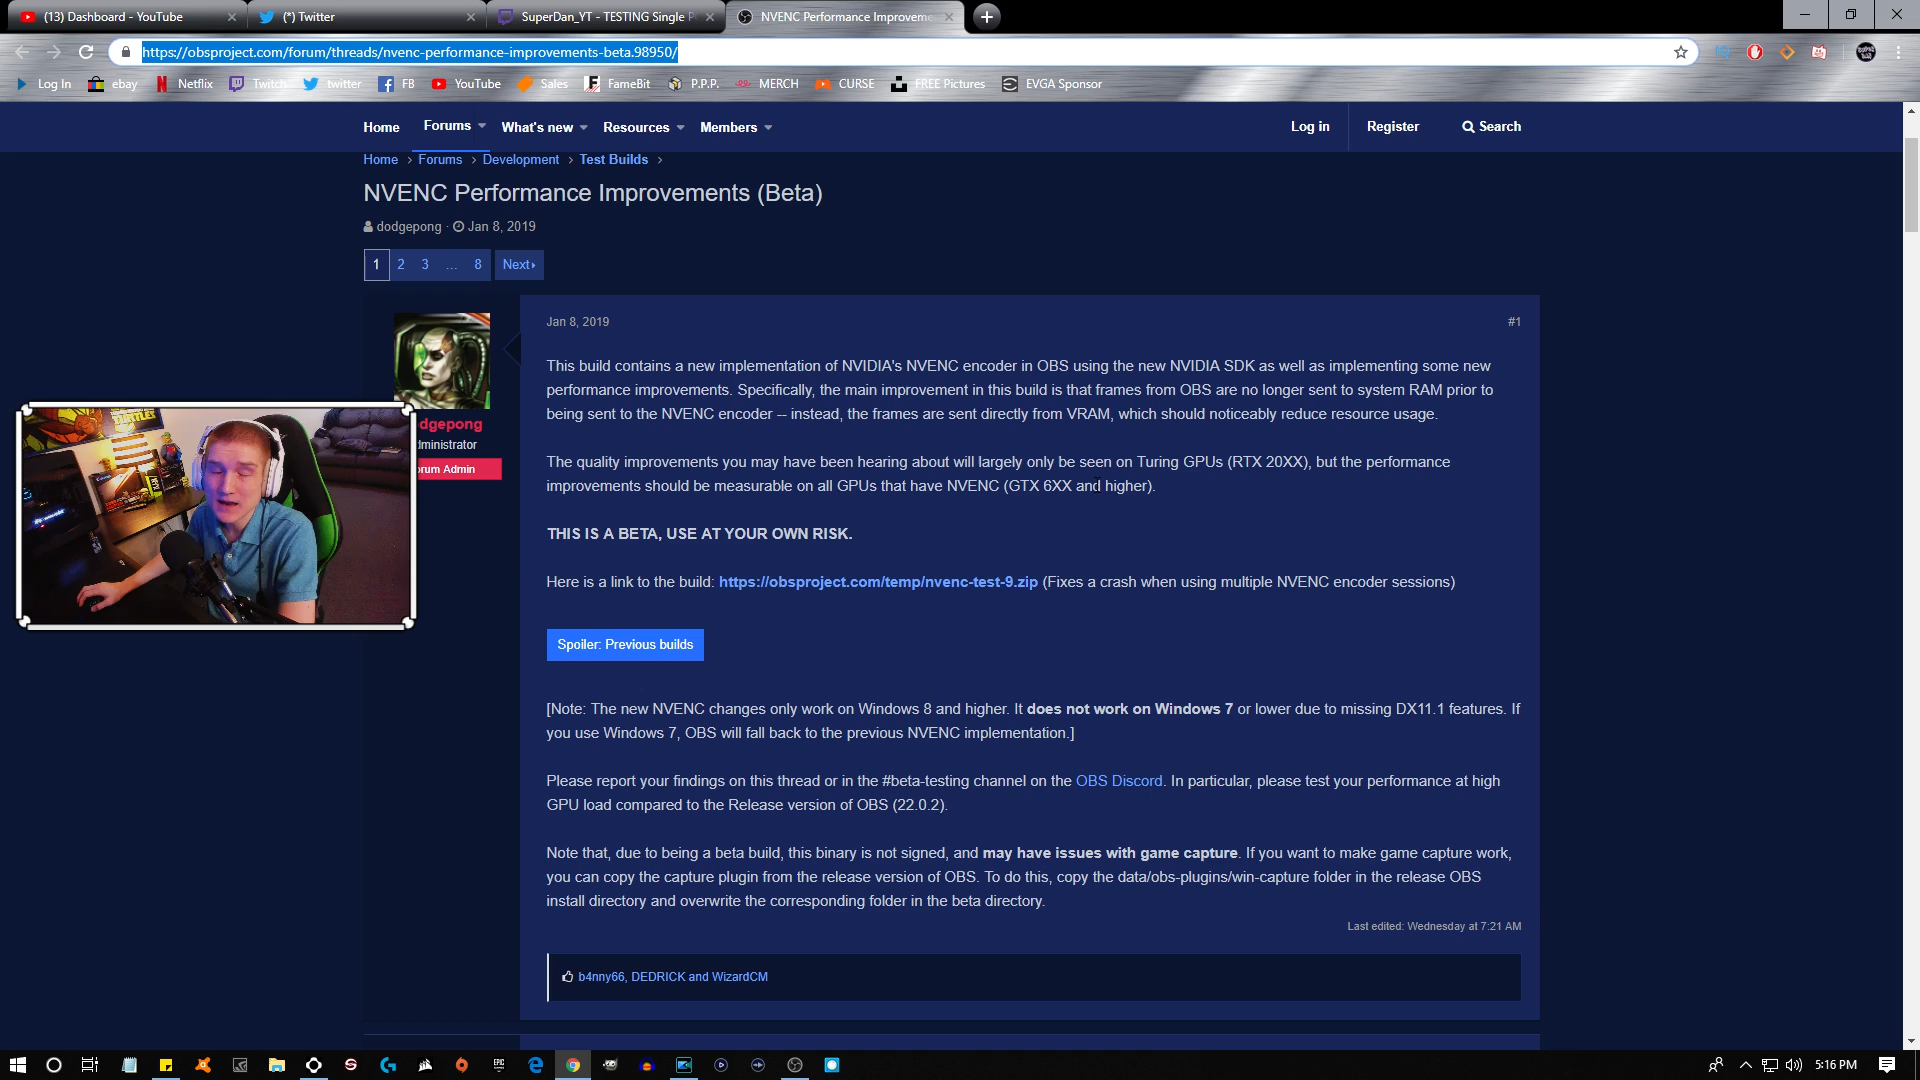 (13) Dashboard - YouTube
(*) Twitter
SuperDan_YT - TESTING Single P
NVENC Performance Improveme
https://obsproject.com/forum/threads/nvenc-performance-improvements-beta.98950/
Log In
ebay
Netflix
Twitch
twitter
FB
YouTube
Sales
FameBit
P.P.P.
MERCH
CURSE
FREE Pictures
EVGA Sponsor
Home
Forums
What's new
Resources
Members
Log in
Register
Search
Home › Forums › Development › Test Builds ›
NVENC Performance Improvements (Beta)
dodgepong · Jan 8, 2019
1 2 3 ... 8 Next
Jan 8, 2019
#1
dgepong
ministrator
orum Admin
This build contains a new implementation of NVIDIA's NVENC encoder in OBS using the new NVIDIA SDK as well as implementing some new
performance improvements. Specifically, the main improvement in this build is that frames from OBS are no longer sent to system RAM prior to
being sent to the NVENC encoder -- instead, the frames are sent directly from VRAM, which should noticeably reduce resource usage.
The quality improvements you may have been hearing about will largely only be seen on Turing GPUs (RTX 20XX), but the performance
improvements should be measurable on all GPUs that have NVENC (GTX 6XX and higher).
THIS IS A BETA, USE AT YOUR OWN RISK.
Here is a link to the build: https://obsproject.com/temp/nvenc-test-9.zip (Fixes a crash when using multiple NVENC encoder sessions)
Spoiler: Previous builds
[Note: The new NVENC changes only work on Windows 8 and higher. It does not work on Windows 7 or lower due to missing DX11.1 features. If
you use Windows 7, OBS will fall back to the previous NVENC implementation.]
Please report your findings on this thread or in the #beta-testing channel on the OBS Discord. In particular, please test your performance at high
GPU load compared to the Release version of OBS (22.0.2).
Note that, due to being a beta build, this binary is not signed, and may have issues with game capture. If you want to make game capture work,
you can copy the capture plugin from the release version of OBS. To do this, copy the data/obs-plugins/win-capture folder in the release OBS
install directory and overwrite the corresponding folder in the beta directory.
Last edited: Wednesday at 7:21 AM
b4nny66, DEDRICK and WizardCM
5:16 PM